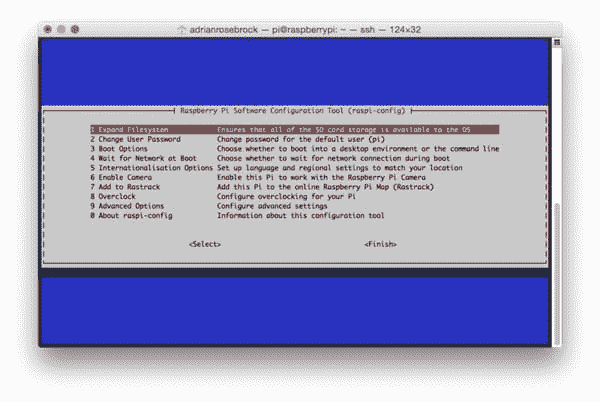 adrianrosebrock — pi@raspberrypi: ~ — ssh — 124×32
Raspberry Pi Software Configuration Tool (raspi-config)
1 Expand Filesystem Ensures that all of the SD card storage is available to the OS
2 Change User Password Change password for the default user (pi)
3 Boot Options Choose whether to boot into a desktop environment or the command line
4 Wait for Network at Boot Choose whether to wait for network connection during boot
5 Internationalisation Options Set up language and regional settings to match your location
6 Enable Camera Enable this Pi to work with the Raspberry Pi Camera
7 Add to Rastrack Add this Pi to the online Raspberry Pi Map (Rastrack)
8 Overclock Configure overclocking for your Pi
9 Advanced Options Configure advanced settings
0 About raspi-config Information about this configuration tool
<Select> <Finish>